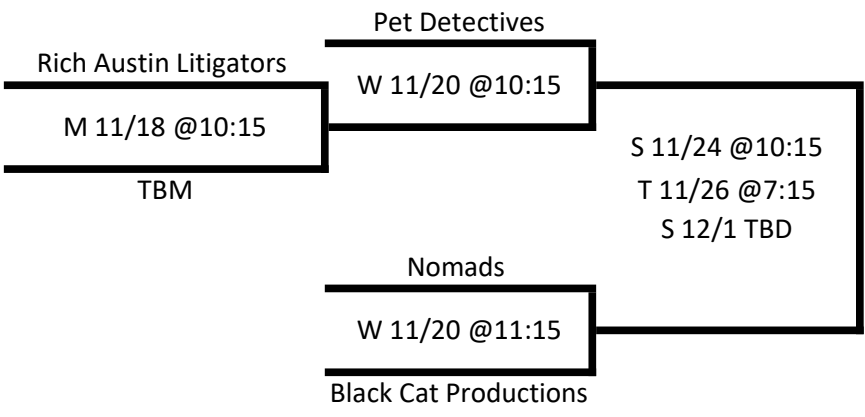 Pet Detectives
Rich Austin Litigators
W 11/20 @10:15
M 11/18 @10:15
TBM
S 11/24 @10:15
T 11/26 @7:15
S 12/1 TBD
Nomads
W 11/20 @11:15
Black Cat Productions